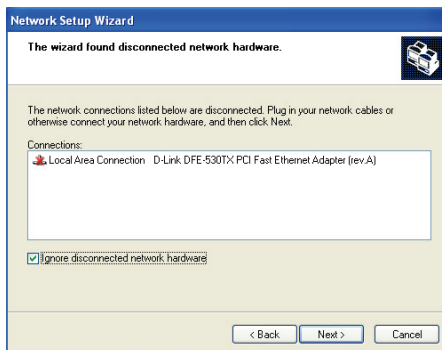 Network Setup Wizard
The wizard found disconnected network hardware.
The network connections listed below are disconnected. Plug in your network cables or
otherwise connect your network hardware, and then click Next.
Connections:
Local Area Connection D-Link DFE-530TX PCI Fast Ethernet Adapter (rev.A)
Ignore disconnected network hardware
< Back Next > Cancel